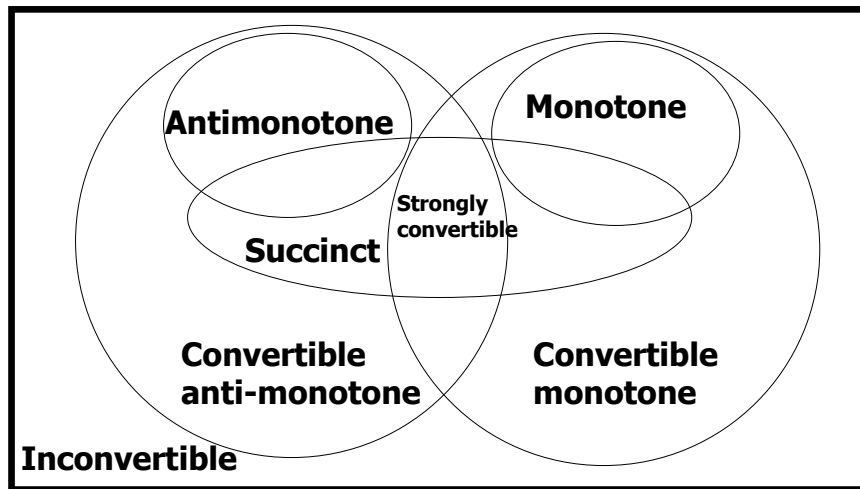 Antimonotone
Monotone
Strongly
convertible
Succinct
Convertible
anti-monotone
Convertible
monotone
Inconvertible